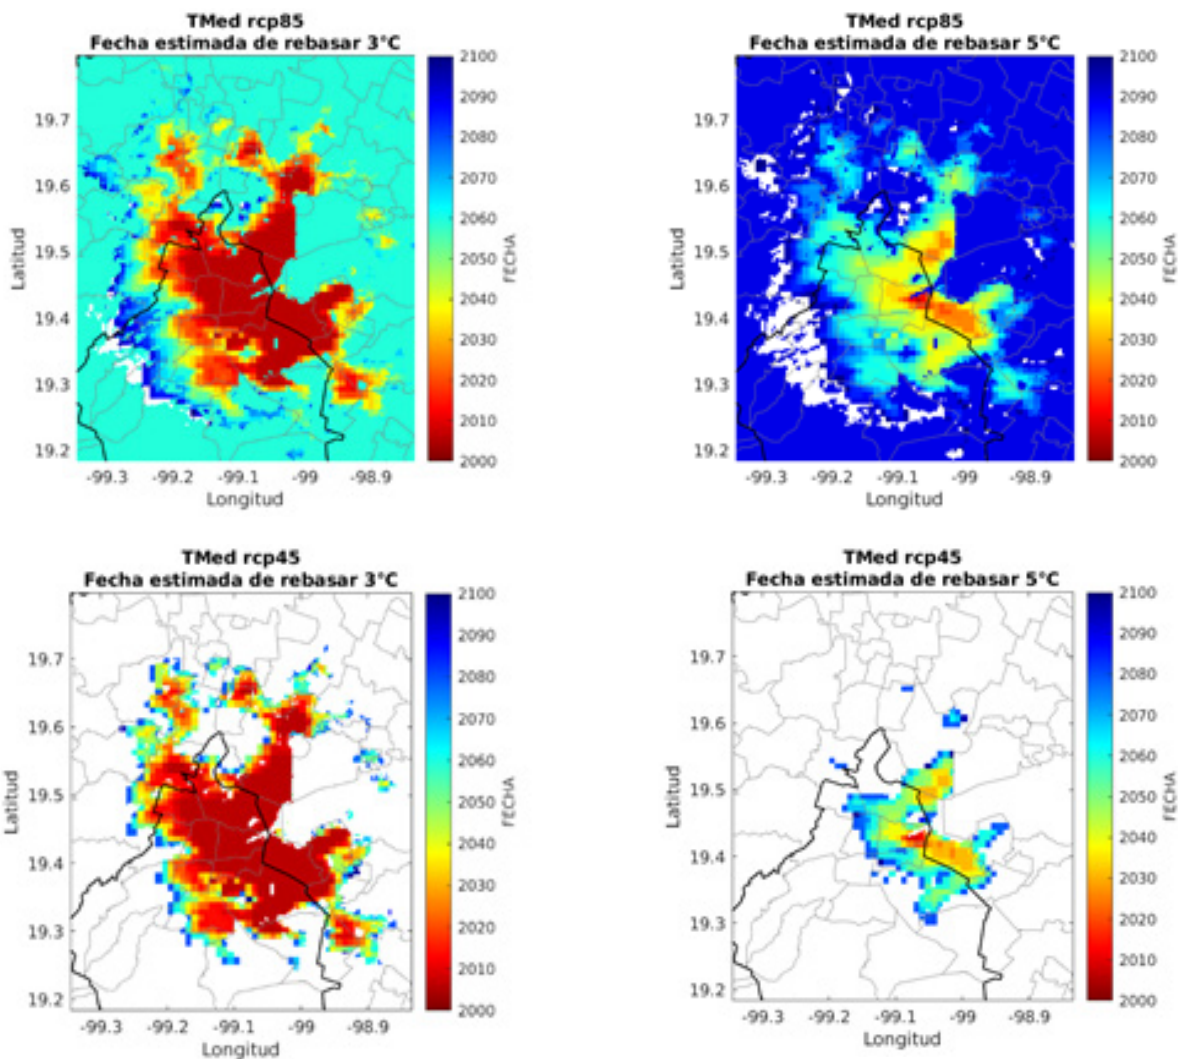 TMed rcp85
Fecha estimada de rebasar 3°C
2100
2090
2080
2070
2060
2050
2040
2030
2020
2010
2000
FECHA
19.7
19.6
19.5
19.4
19.3
19.2
Latitud
-99.3 -99.2 -99.1 -99 -98.9
Longitud
TMed rcp85
Fecha estimada de rebasar 5°C
2100
2090
2080
2070
2060
2050
2040
2030
2020
2010
2000
FECHA
19.7
19.6
19.5
19.4
19.3
19.2
Latitud
-99.3 -99.2 -99.1 -99 -98.9
Longitud
TMed rcp45
Fecha estimada de rebasar 3°C
2100
2090
2080
2070
2060
2050
2040
2030
2020
2010
2000
FECHA
19.7
19.6
19.5
19.4
19.3
19.2
Latitud
-99.3 -99.2 -99.1 -99 -98.9
Longitud
TMed rcp45
Fecha estimada de rebasar 5°C
2100
2090
2080
2070
2060
2050
2040
2030
2020
2010
2000
FECHA
19.7
19.6
19.5
19.4
19.3
19.2
Latitud
-99.3 -99.2 -99.1 -99 -98.9
Longitud